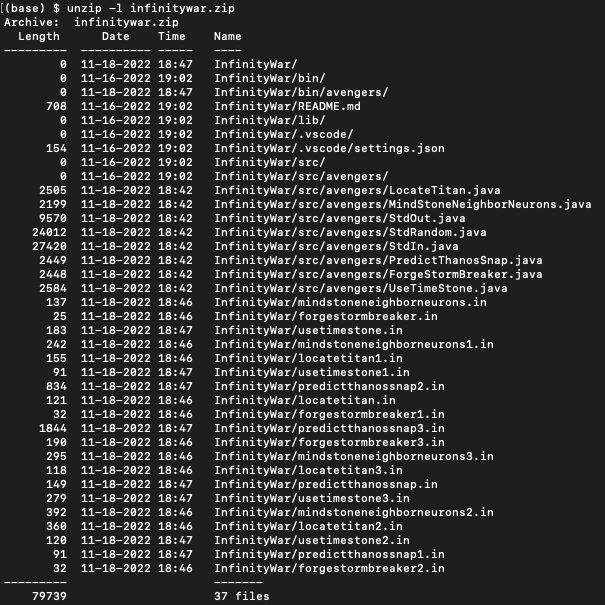 [(base) $ unzip -l infinitywar.zip
Archive:  infinitywar.zip
  Length      Date    Time    Name
---------  ---------- -----   ----
        0  11-18-2022 18:47   InfinityWar/
        0  11-16-2022 19:02   InfinityWar/bin/
        0  11-18-2022 18:47   InfinityWar/bin/avengers/
      708  11-16-2022 19:02   InfinityWar/README.md
        0  11-16-2022 19:02   InfinityWar/lib/
        0  11-16-2022 19:02   InfinityWar/.vscode/
      154  11-16-2022 19:02   InfinityWar/.vscode/settings.json
        0  11-16-2022 19:02   InfinityWar/src/
        0  11-16-2022 19:02   InfinityWar/src/avengers/
     2505  11-18-2022 18:42   InfinityWar/src/avengers/LocateTitan.java
     2199  11-18-2022 18:42   InfinityWar/src/avengers/MindStoneNeighborNeurons.java
     9570  11-18-2022 18:42   InfinityWar/src/avengers/StdOut.java
    24012  11-18-2022 18:42   InfinityWar/src/avengers/StdRandom.java
    27420  11-18-2022 18:42   InfinityWar/src/avengers/StdIn.java
     2449  11-18-2022 18:42   InfinityWar/src/avengers/PredictThanosSnap.java
     2448  11-18-2022 18:42   InfinityWar/src/avengers/ForgeStormBreaker.java
     2584  11-18-2022 18:42   InfinityWar/src/avengers/UseTimeStone.java
      137  11-18-2022 18:46   InfinityWar/mindstoneneighborneurons.in
       25  11-18-2022 18:46   InfinityWar/forgestormbreaker.in
      183  11-18-2022 18:47   InfinityWar/usetimestone.in
      242  11-18-2022 18:46   InfinityWar/mindstoneneighborneurons1.in
      155  11-18-2022 18:46   InfinityWar/locatetitan1.in
       91  11-18-2022 18:47   InfinityWar/usetimestone1.in
      834  11-18-2022 18:47   InfinityWar/predictthanossnap2.in
      121  11-18-2022 18:46   InfinityWar/locatetitan.in
       32  11-18-2022 18:46   InfinityWar/forgestormbreaker1.in
     1844  11-18-2022 18:47   InfinityWar/predictthanossnap3.in
      190  11-18-2022 18:46   InfinityWar/forgestormbreaker3.in
      295  11-18-2022 18:46   InfinityWar/mindstoneneighborneurons3.in
      118  11-18-2022 18:46   InfinityWar/locatetitan3.in
      149  11-18-2022 18:47   InfinityWar/predictthanossnap.in
      279  11-18-2022 18:47   InfinityWar/usetimestone3.in
      392  11-18-2022 18:46   InfinityWar/mindstoneneighborneurons2.in
      360  11-18-2022 18:46   InfinityWar/locatetitan2.in
      120  11-18-2022 18:47   InfinityWar/usetimestone2.in
       91  11-18-2022 18:47   InfinityWar/predictthanossnap1.in
       32  11-18-2022 18:46   InfinityWar/forgestormbreaker2.in
---------                     -------
    79739                     37 files